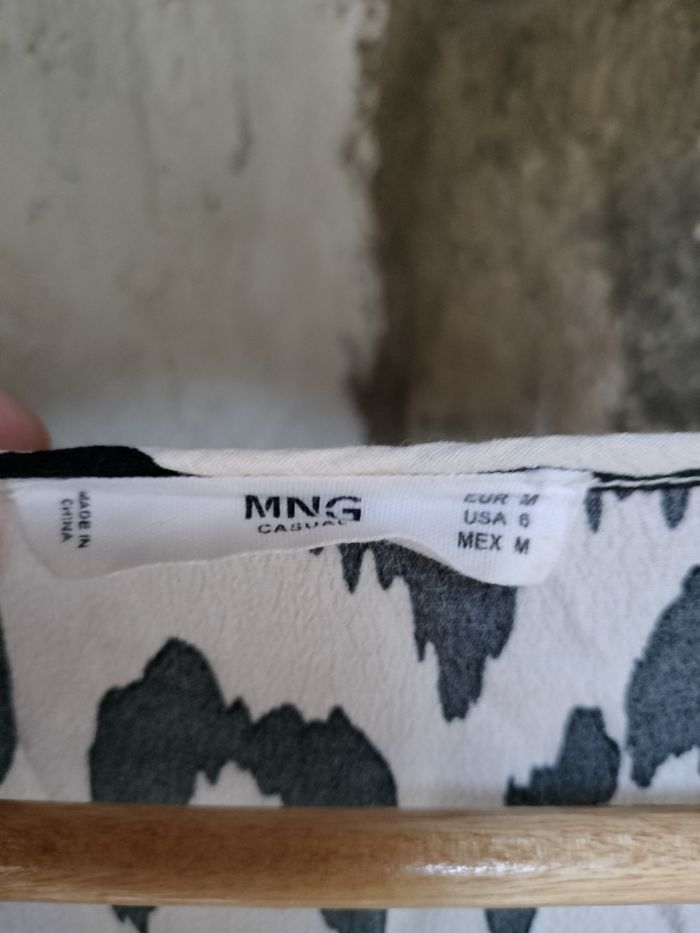 MADE IN
CHINA
MNG
CASUAL
EUR M
USA 6
MEX M